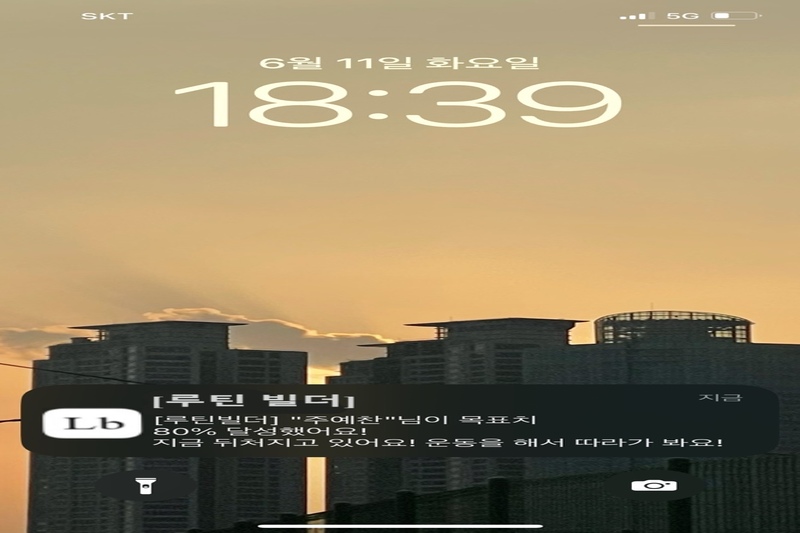 SKT
5G
6월 11일 화요일
18:39
[루틴 빌더]
지금
Lb
[루틴빌더] "주예찬"님이 목표치
80% 달성했어요!
지금 뒤처지고 있어요! 운동을 해서 따라가 봐요!